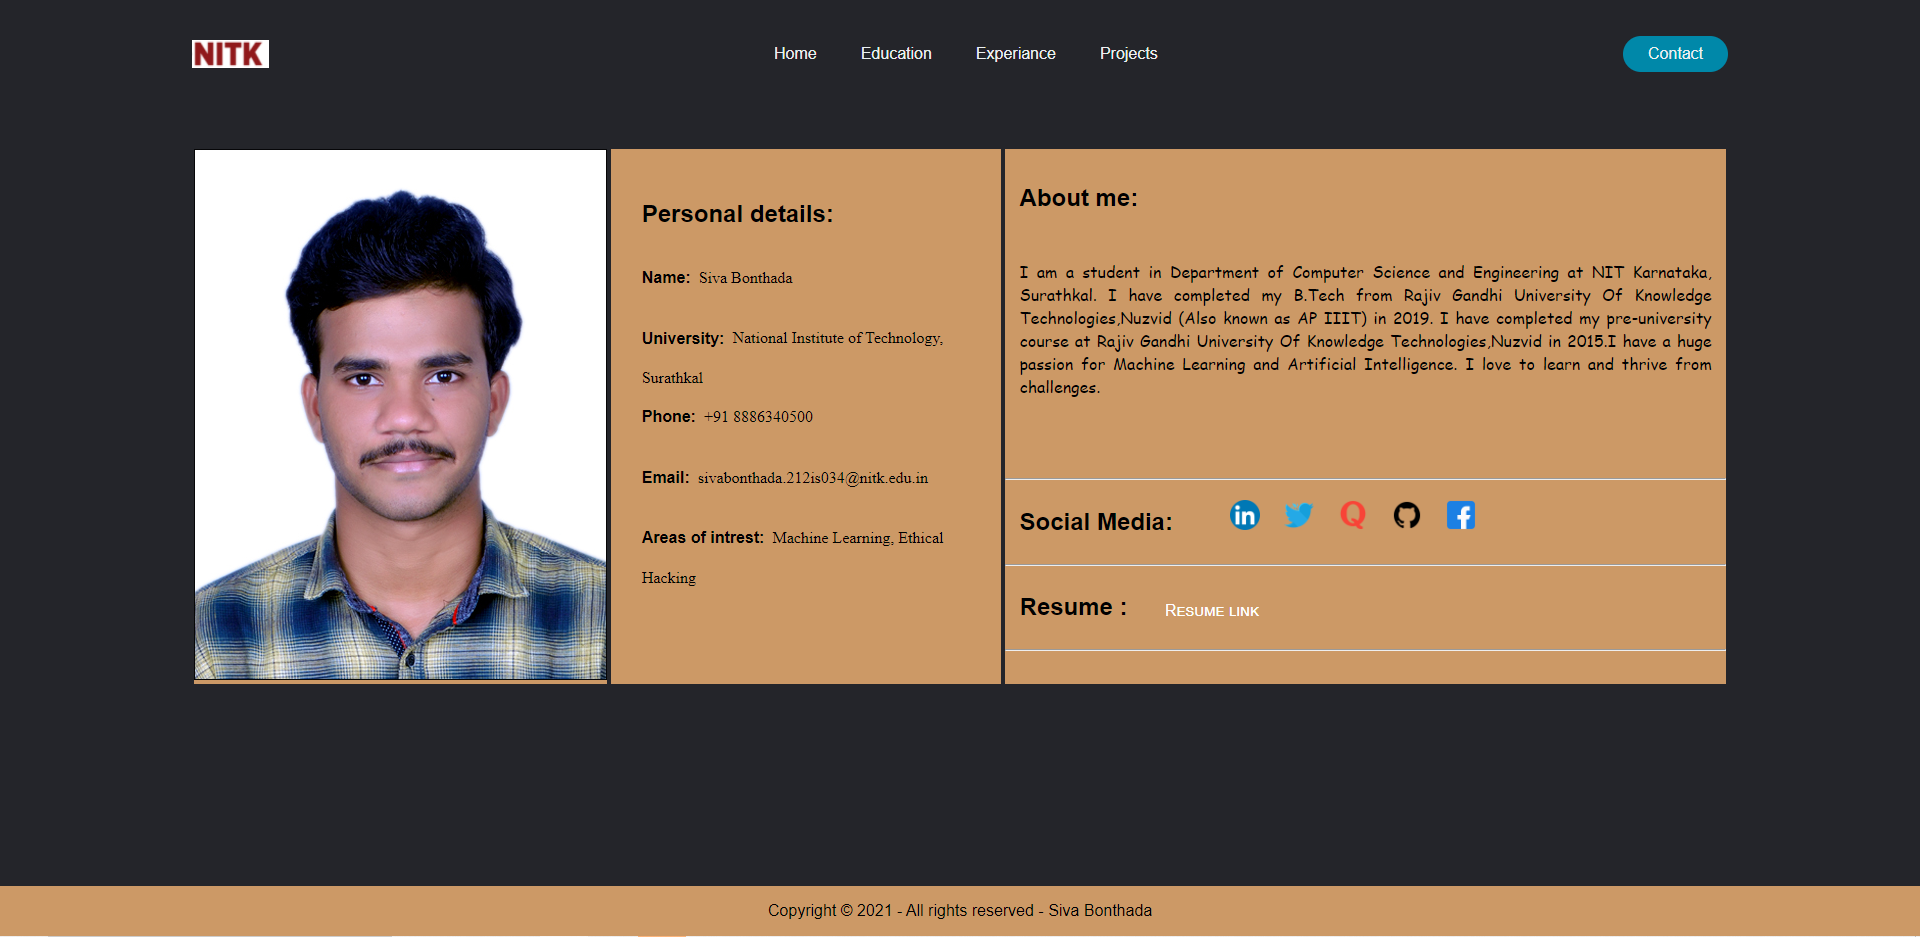 NITK
Home Education Experiance Projects Contact
Personal details:
Name: Siva Bonthada
University: National Institute of Technology,
Surathkal
Phone: +91 8886340500
Email: sivabonthada.212is034@nitk.edu.in
Areas of intrest: Machine Learning, Ethical
Hacking
About me:
I am a student in Department of Computer Science and Engineering at NIT Karnataka,
Surathkal. I have completed my B.Tech from Rajiv Gandhi University Of Knowledge
Technologies,Nuzvid (Also known as AP IIIT) in 2019. I have completed my pre-university
course at Rajiv Gandhi University Of Knowledge Technologies,Nuzvid in 2015.I have a huge
passion for Machine Learning and Artificial Intelligence. I love to learn and thrive from
challenges.
Social Media:
Resume : Resume link
Copyright © 2021 - All rights reserved - Siva Bonthada